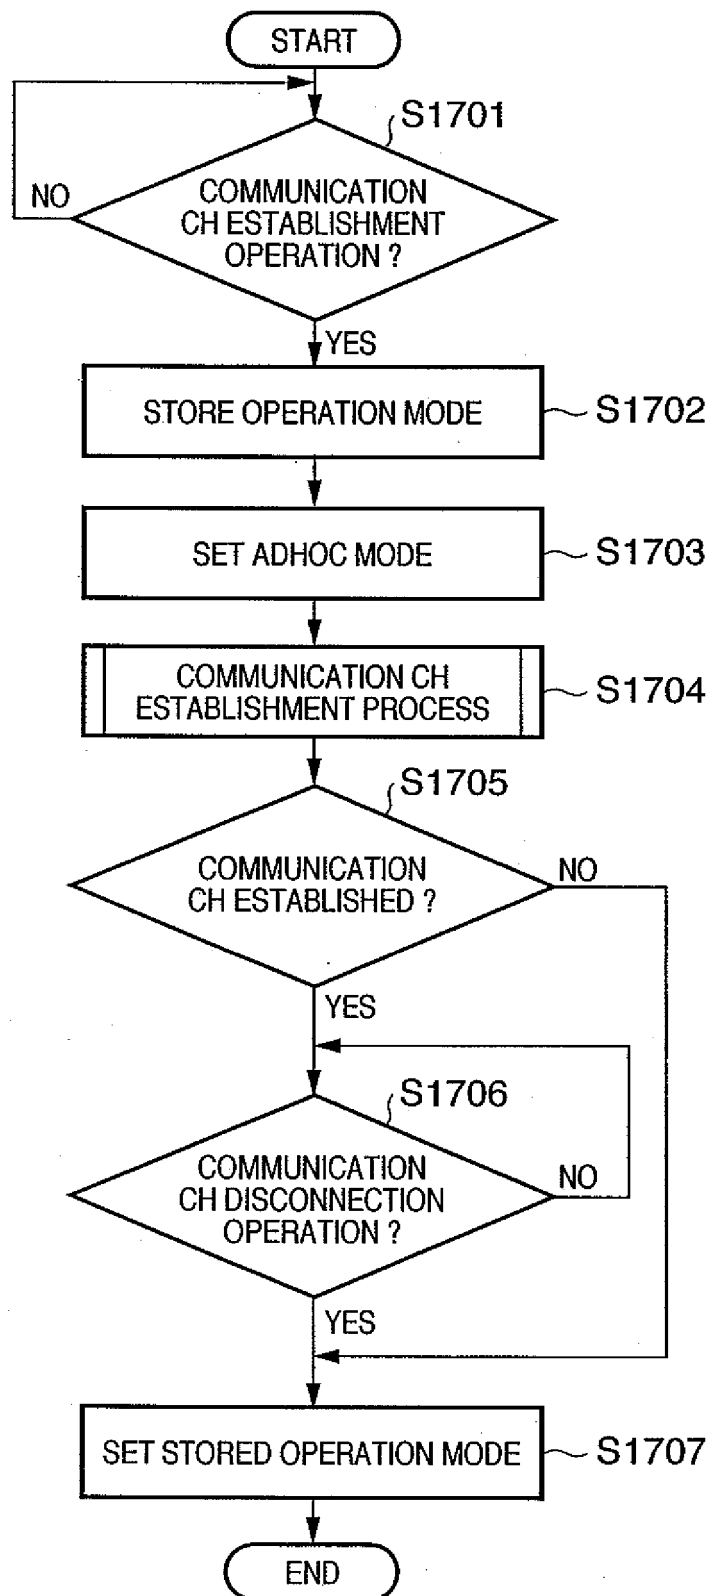 START
S1701
NO
COMMUNICATION
CH ESTABLISHMENT
OPERATION ?
YES
STORE OPERATION MODE
S1702
SET ADHOC MODE
S1703
COMMUNICATION CH
ESTABLISHMENT PROCESS
S1704
S1705
COMMUNICATION
CH ESTABLISHED ?
NO
YES
S1706
COMMUNICATION
CH DISCONNECTION
OPERATION ?
NO
YES
SET STORED OPERATION MODE
S1707
END